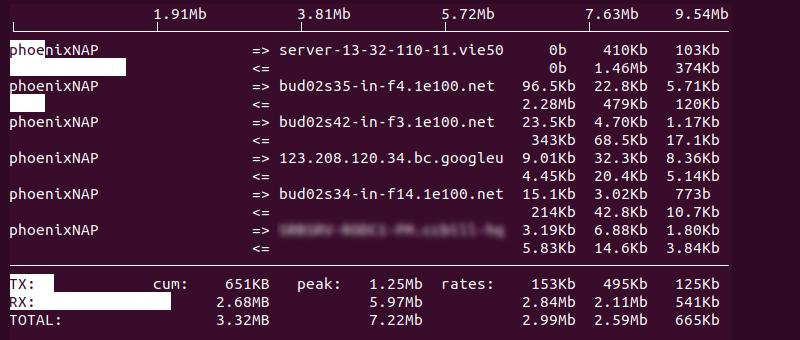 1.91Mb 3.81Mb 5.72Mb 7.63Mb 9.54Mb
phoenixNAP => server-13-32-110-11.vie50 0b 410Kb 103Kb
<= 0b 1.46Mb 374Kb
phoenixNAP => bud02s35-in-f4.1e100.net 96.5Kb 22.8Kb 5.71Kb
<= 2.28Mb 479Kb 120Kb
phoenixNAP => bud02s42-in-f3.1e100.net 23.5Kb 4.70Kb 1.17Kb
<= 343Kb 68.5Kb 17.1Kb
phoenixNAP => 123.208.120.34.bc.googleu 9.01Kb 32.3Kb 8.36Kb
<= 4.45Kb 20.4Kb 5.14Kb
phoenixNAP => bud02s34-in-f14.1e100.net 15.1Kb 3.02Kb 773b
<= 214Kb 42.8Kb 10.7Kb
phoenixNAP => 3.19Kb 6.88Kb 1.80Kb
<= 5.83Kb 14.6Kb 3.84Kb
TX: cum: 651KB peak: 1.25Mb rates: 153Kb 495Kb 125Kb
RX: 2.68MB 5.97Mb 2.84Mb 2.11Mb 541Kb
TOTAL: 3.32MB 7.22Mb 2.99Mb 2.59Mb 665Kb